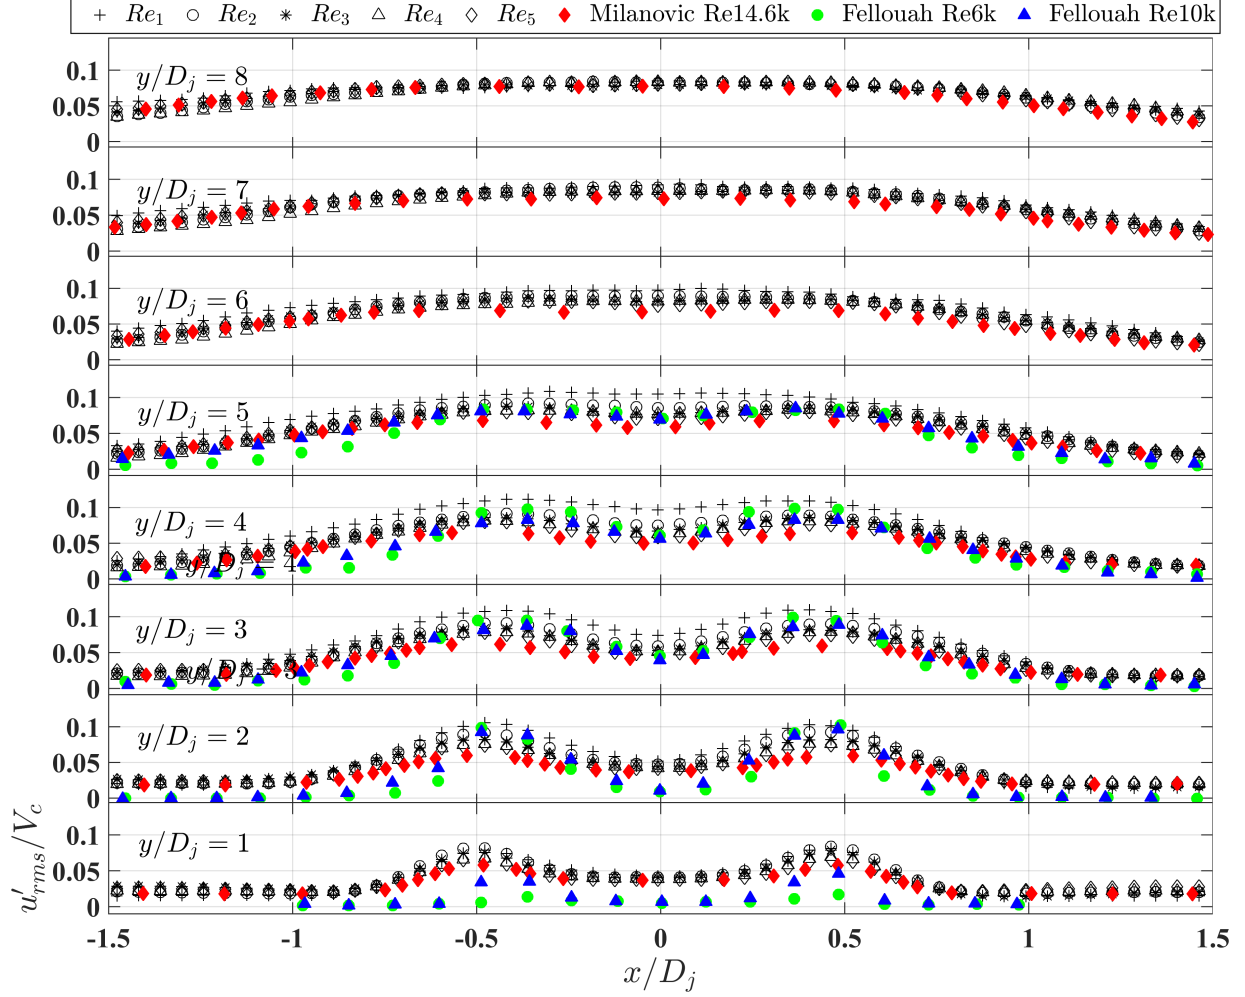 + Re₁ ○ Re₂ ✳ Re₃ △ Re₄ ◇ Re₅ ♦ Milanovic Re14.6k ● Fellouah Re6k ▲ Fellouah Re10k
y/Dⱼ = 8
0.1
0.05
0
y/Dⱼ = 7
0.1
0.05
0
y/Dⱼ = 6
0.1
0.05
0
y/Dⱼ = 5
0.1
0.05
0
y/Dⱼ = 4
0.1
0.05
y/Dⱼ = 4
0
y/Dⱼ = 3
0.1
0.05
y/Dⱼ = 3
0
y/Dⱼ = 2
0.1
0.05
0
y/Dⱼ = 1
0.1
0.05
0
u′rms/Vc
-1.5 -1 -0.5 0 0.5 1 1.5
x/Dⱼ